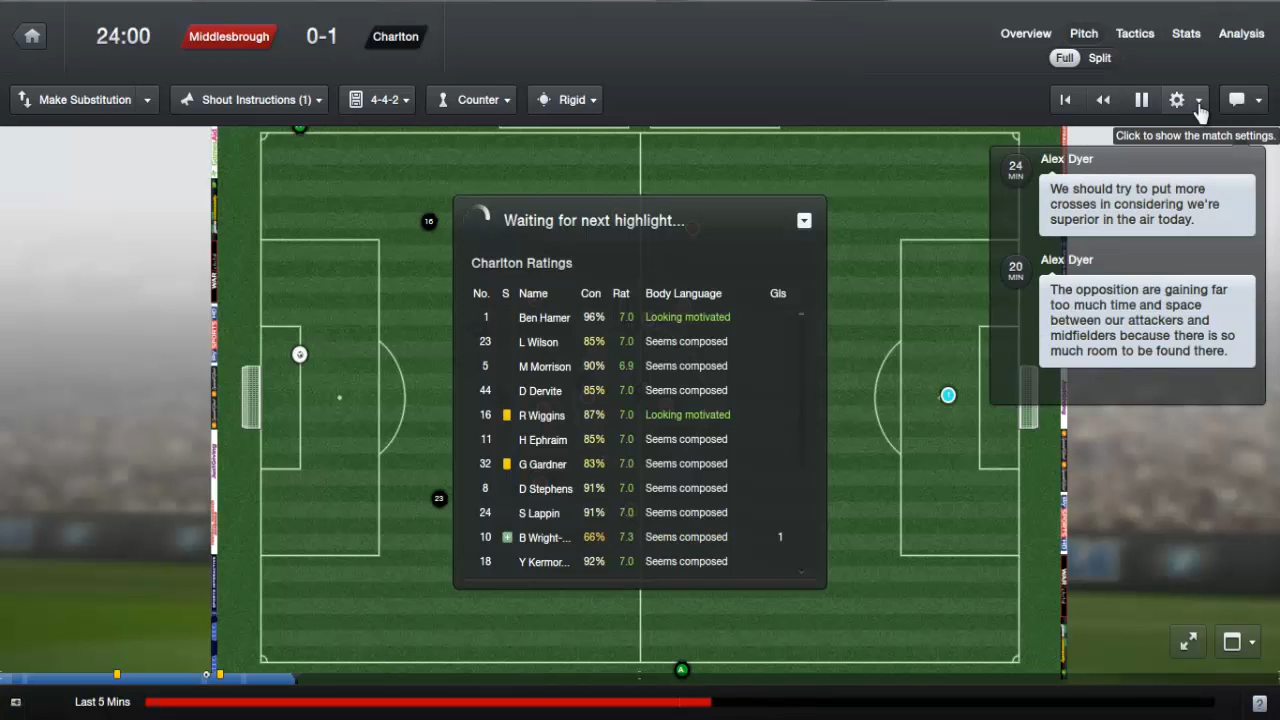 24:00
Middlesbrough
0-1
Charlton
Overview
Pitch
Tactics
Stats
Analysis
Full
Split
Make Substitution
Shout Instructions (1)
4-4-2
Counter
Rigid
Click to show the match settings.
24
MIN
Alex Dyer
We should try to put more
crosses in considering we're
superior in the air today.
20
MIN
Alex Dyer
The opposition are gaining far
too much time and space
between our attackers and
midfielders because there is so
much room to be found there.
16
23
Waiting for next highlight...
Charlton Ratings
No. S Name Con Rat Body Language Gls
1 Ben Hamer 96% 7.0 Looking motivated
23 L Wilson 85% 7.0 Seems composed
5 M Morrison 90% 6.9 Seems composed
44 D Dervite 85% 7.0 Seems composed
16 R Wiggins 87% 7.0 Looking motivated
11 H Ephraim 85% 7.0 Seems composed
32 G Gardner 83% 7.0 Seems composed
8 D Stephens 91% 7.0 Seems composed
24 S Lappin 91% 7.0 Seems composed
10 B Wright-... 66% 7.3 Seems composed 1
18 Y Kermor... 92% 7.0 Seems composed
A
Last 5 Mins
?